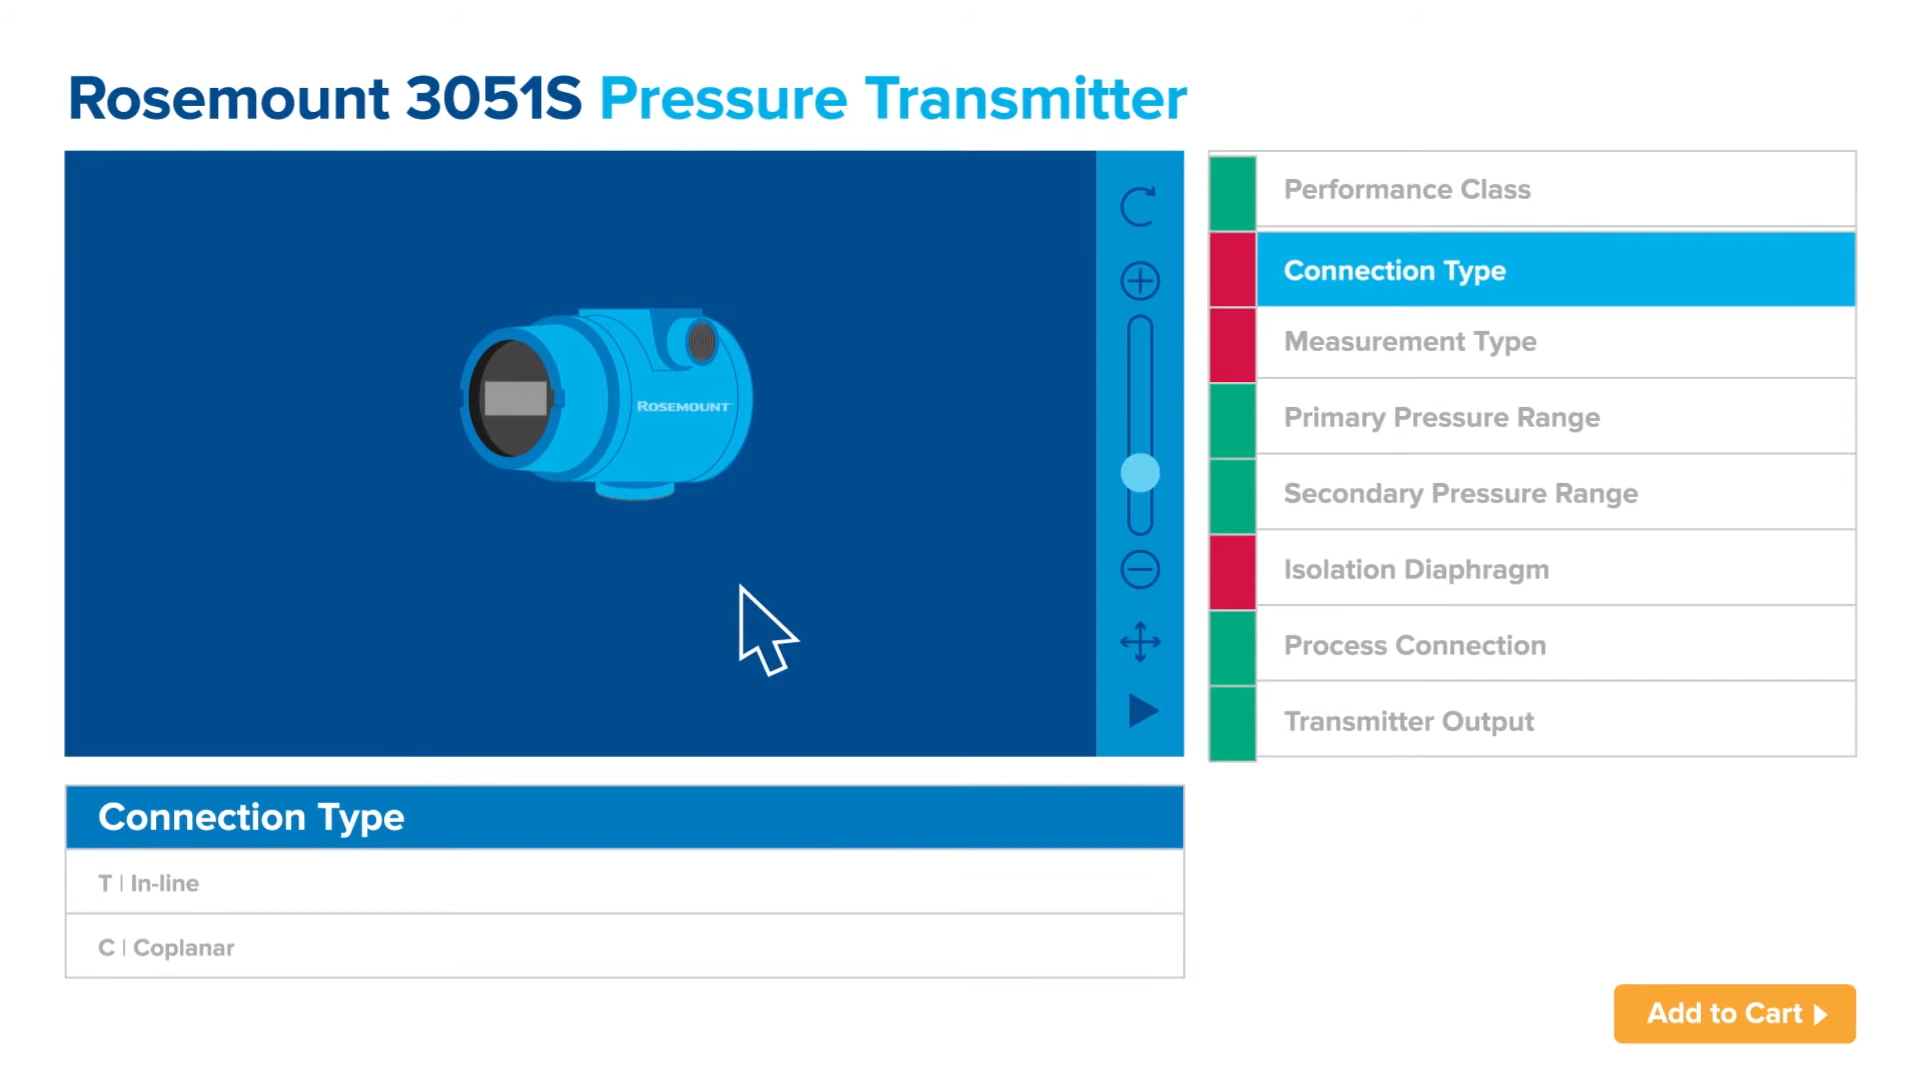 Rosemount 3051S Pressure Transmitter
ROSEMOUNT™
Performance Class
Connection Type
Measurement Type
Primary Pressure Range
Secondary Pressure Range
Isolation Diaphragm
Process Connection
Transmitter Output
Connection Type
T | In-line
C | Coplanar
Add to Cart